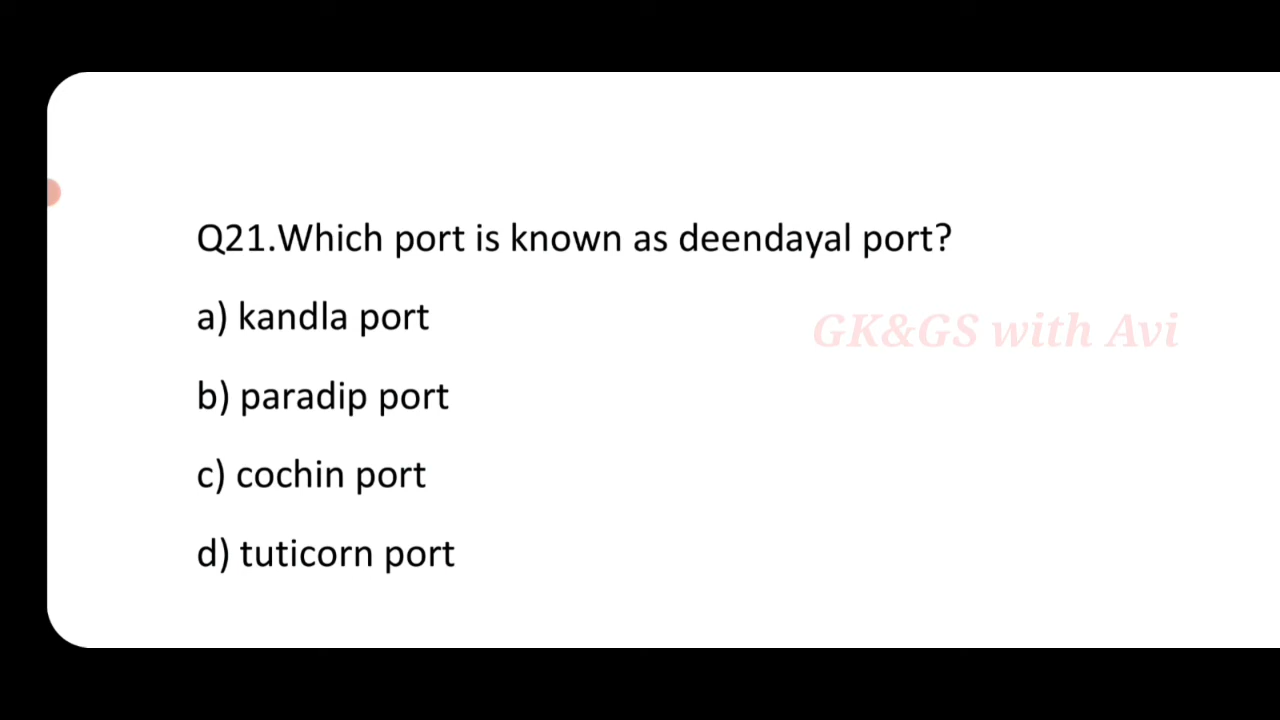 Q21.Which port is known as deendayal port?
a) kandla port
GK&GS with Avi
b) paradip port
c) cochin port
d) tuticorn port